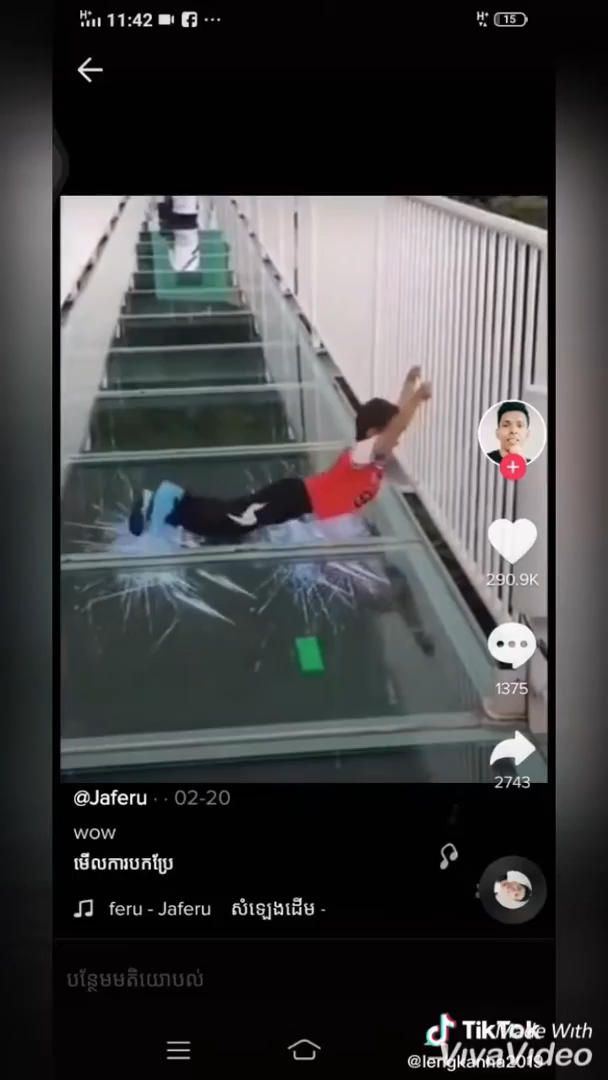 11:42
15
290.9K
1375
2743
@Jaferu · · 02-20
wow
មើលការបកប្រែ
feru - Jaferu សំឡេងដើម -
បន្ថែមមតិយោបល់
TikTok
Made With
VivaVideo
@lengkanha2019